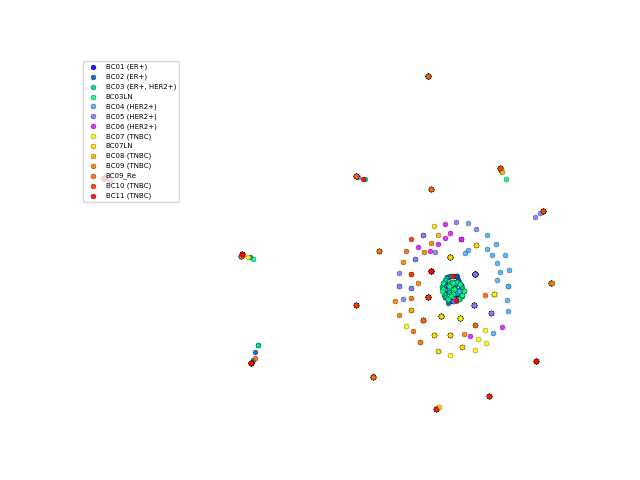 BC01 (ER+)
BC02 (ER+)
BC03 (ER+, HER2+)
BC03LN
BC04 (HER2+)
BC05 (HER2+)
BC06 (HER2+)
BC07 (TNBC)
BC07LN
BC08 (TNBC)
BC09 (TNBC)
BC09_Re
BC10 (TNBC)
BC11 (TNBC)